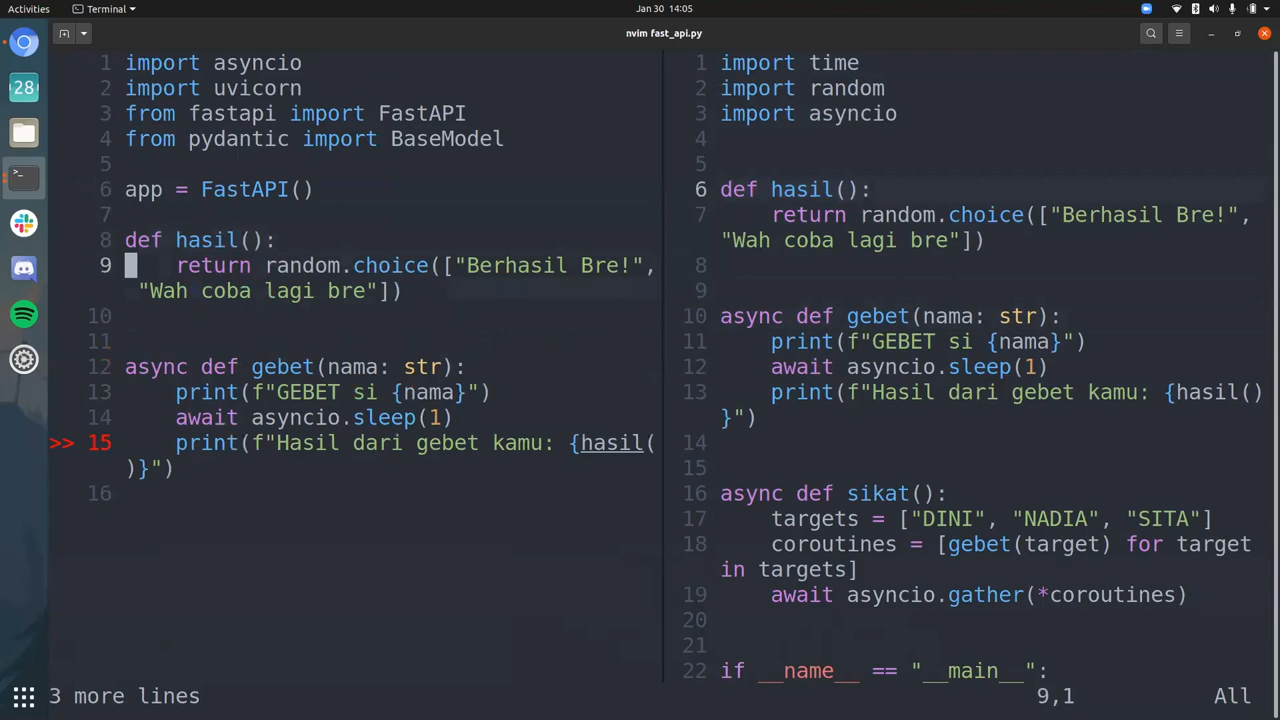 Activities
Terminal
Jan 30 14:05
nvim fast_api.py
28
1 import asyncio
2 import uvicorn
3 from fastapi import FastAPI
4 from pydantic import BaseModel
5
6 app = FastAPI()
7
8 def hasil():
9     return random.choice(["Berhasil Bre!",
"Wah coba lagi bre"])
10
11
12 async def gebet(nama: str):
13     print(f"GEBET si {nama}")
14     await asyncio.sleep(1)
>> 15     print(f"Hasil dari gebet kamu: {hasil(
)}")
16
1 import time
2 import random
3 import asyncio
4
5
6 def hasil():
7     return random.choice(["Berhasil Bre!",
"Wah coba lagi bre"])
8
9
10 async def gebet(nama: str):
11     print(f"GEBET si {nama}")
12     await asyncio.sleep(1)
13     print(f"Hasil dari gebet kamu: {hasil()
}")
14
15
16 async def sikat():
17     targets = ["DINI", "NADIA", "SITA"]
18     coroutines = [gebet(target) for target
in targets]
19     await asyncio.gather(*coroutines)
20
21
22 if __name__ == "__main__":
3 more lines
9,1
All